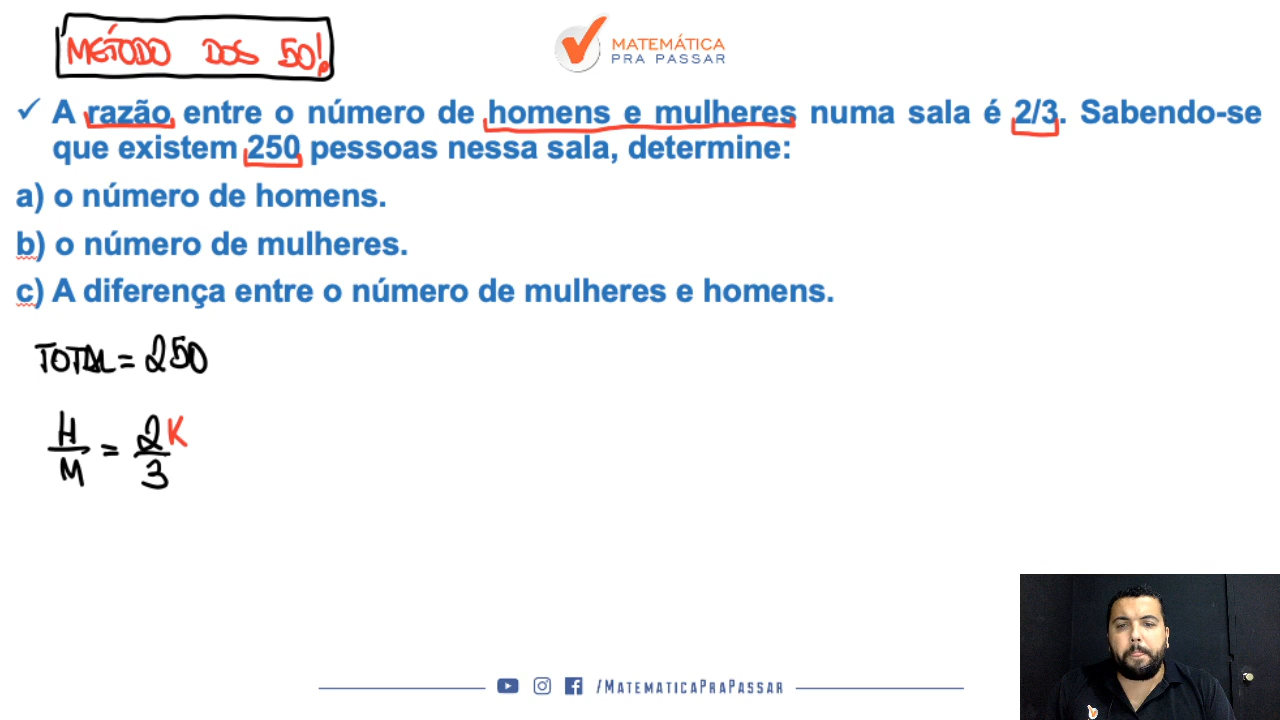 MÉTODO DOS 50!
MATEMÁTICA
PRA PASSAR
✓ A razão entre o número de homens e mulheres numa sala é 2/3. Sabendo-se
que existem 250 pessoas nessa sala, determine:
a) o número de homens.
b) o número de mulheres.
c) A diferença entre o número de mulheres e homens.
TOTAL = 250
H/M = 2K/3
/MATEMATICAPRAPASSAR